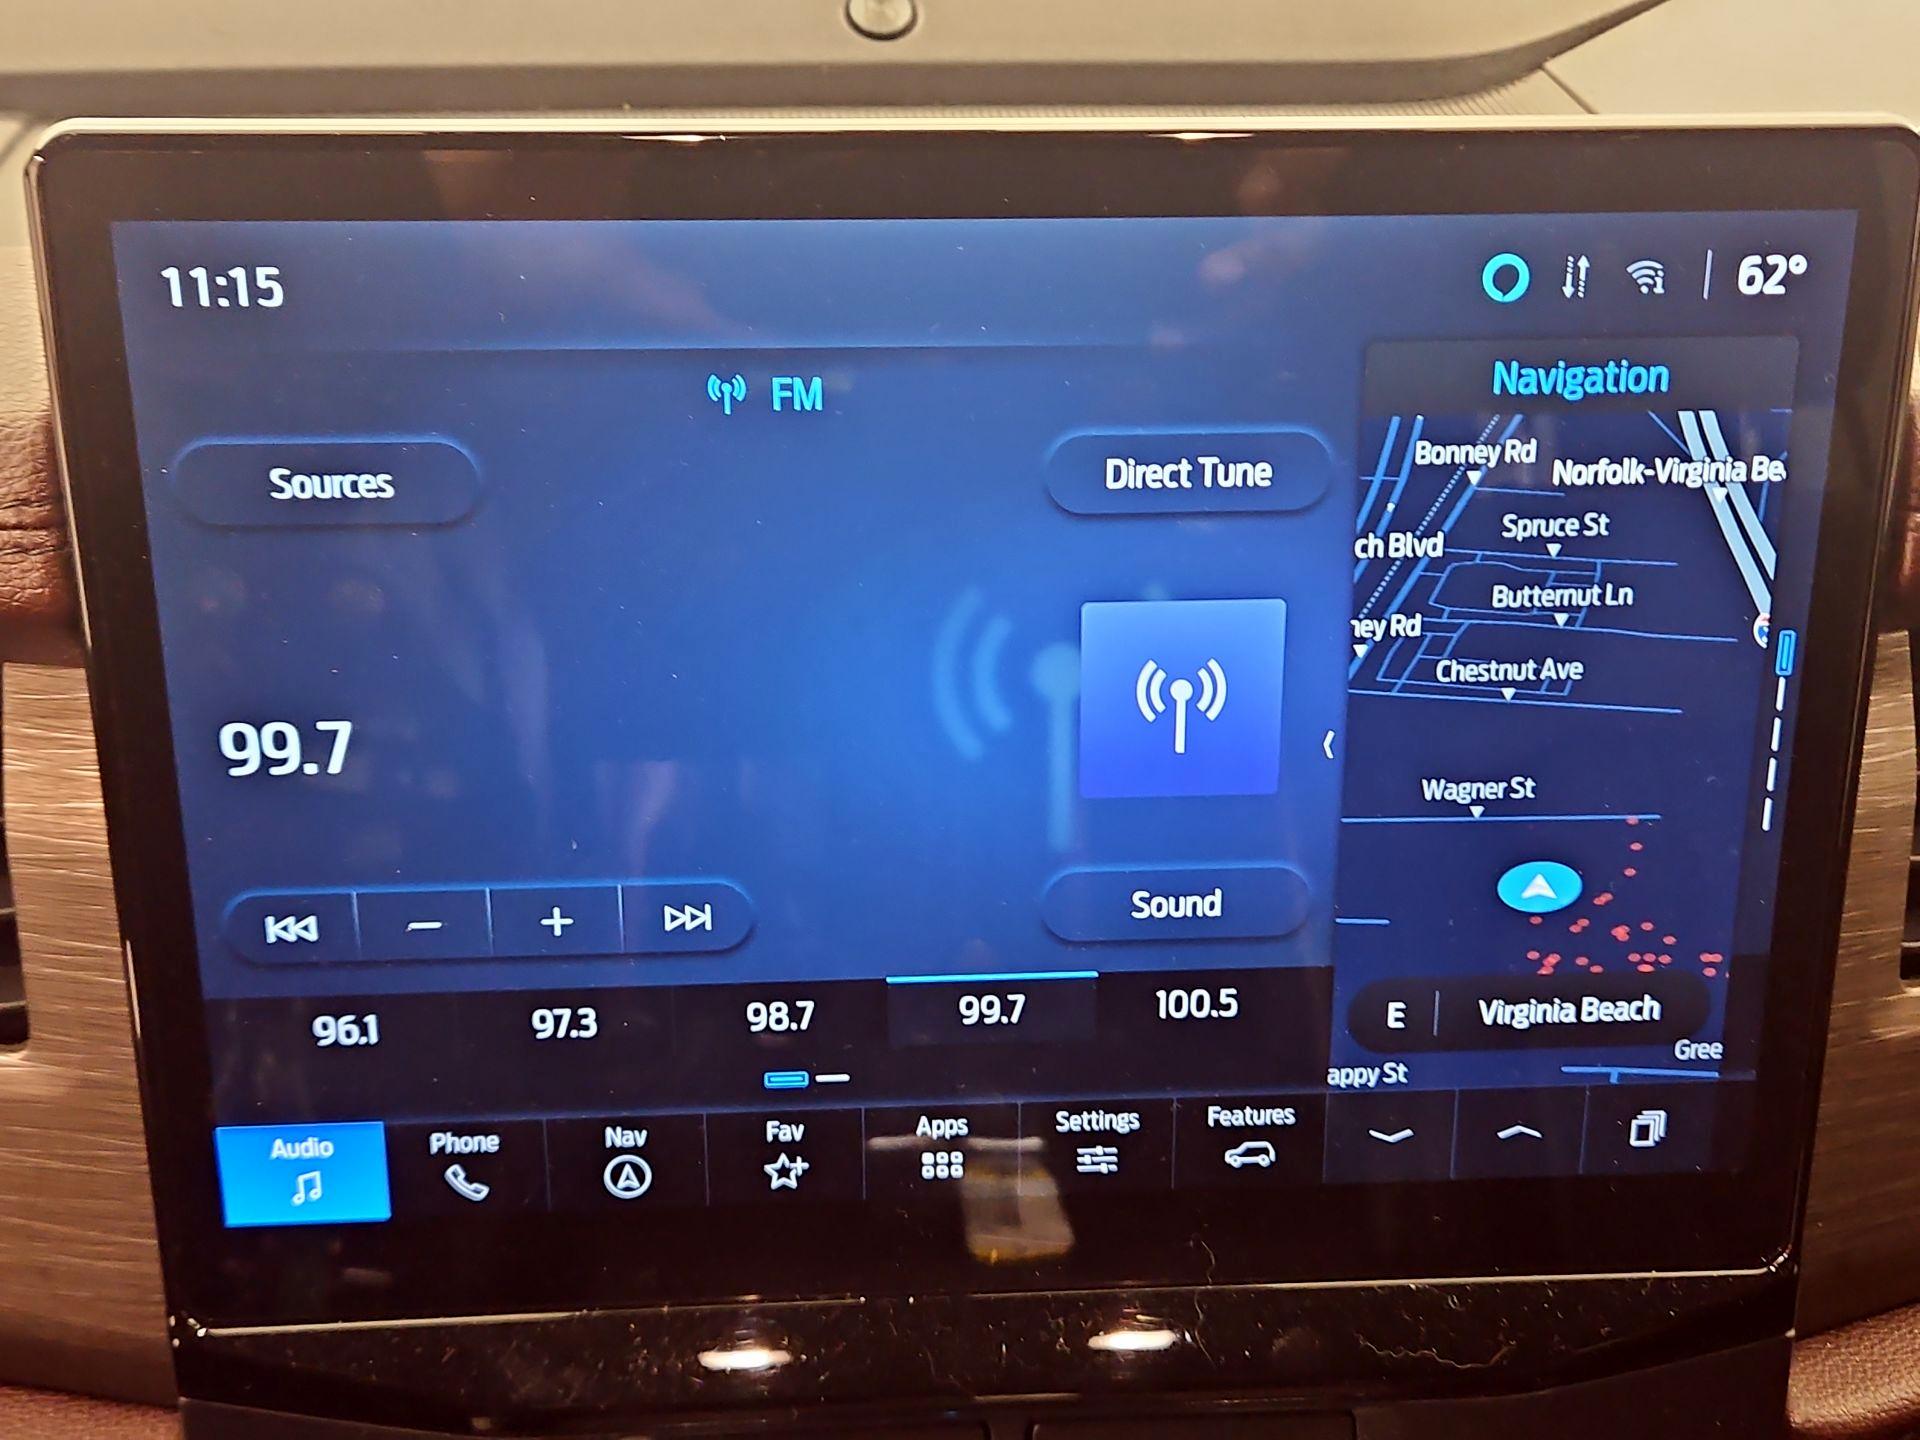 11:15
62°
FM
Navigation
Sources
Direct Tune
Bonney Rd
Norfolk-Virginia Be
Spruce St
ch Blvd
Butternut Ln
ney Rd
Chestnut Ave
99.7
Wagner St
Sound
96.1
97.3
98.7
99.7
100.5
E
Virginia Beach
Gree
appy St
Audio
Phone
Nav
Fav
Apps
Settings
Features